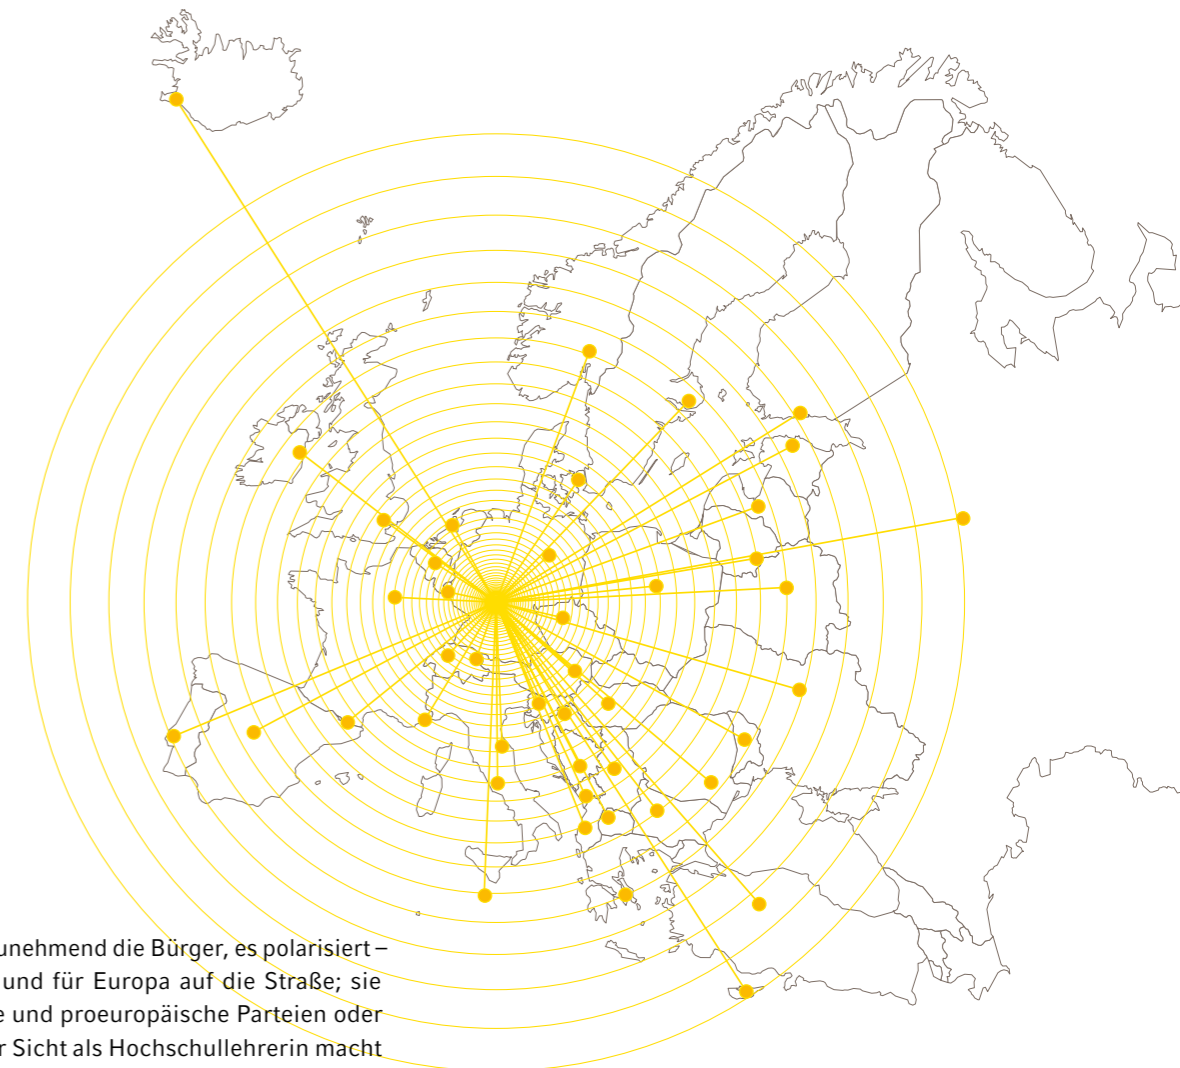 unehmend die Bürger, es polarisiert –
und für Europa auf die Straße; sie
e und proeuropäische Parteien oder
r Sicht als Hochschullehrerin macht